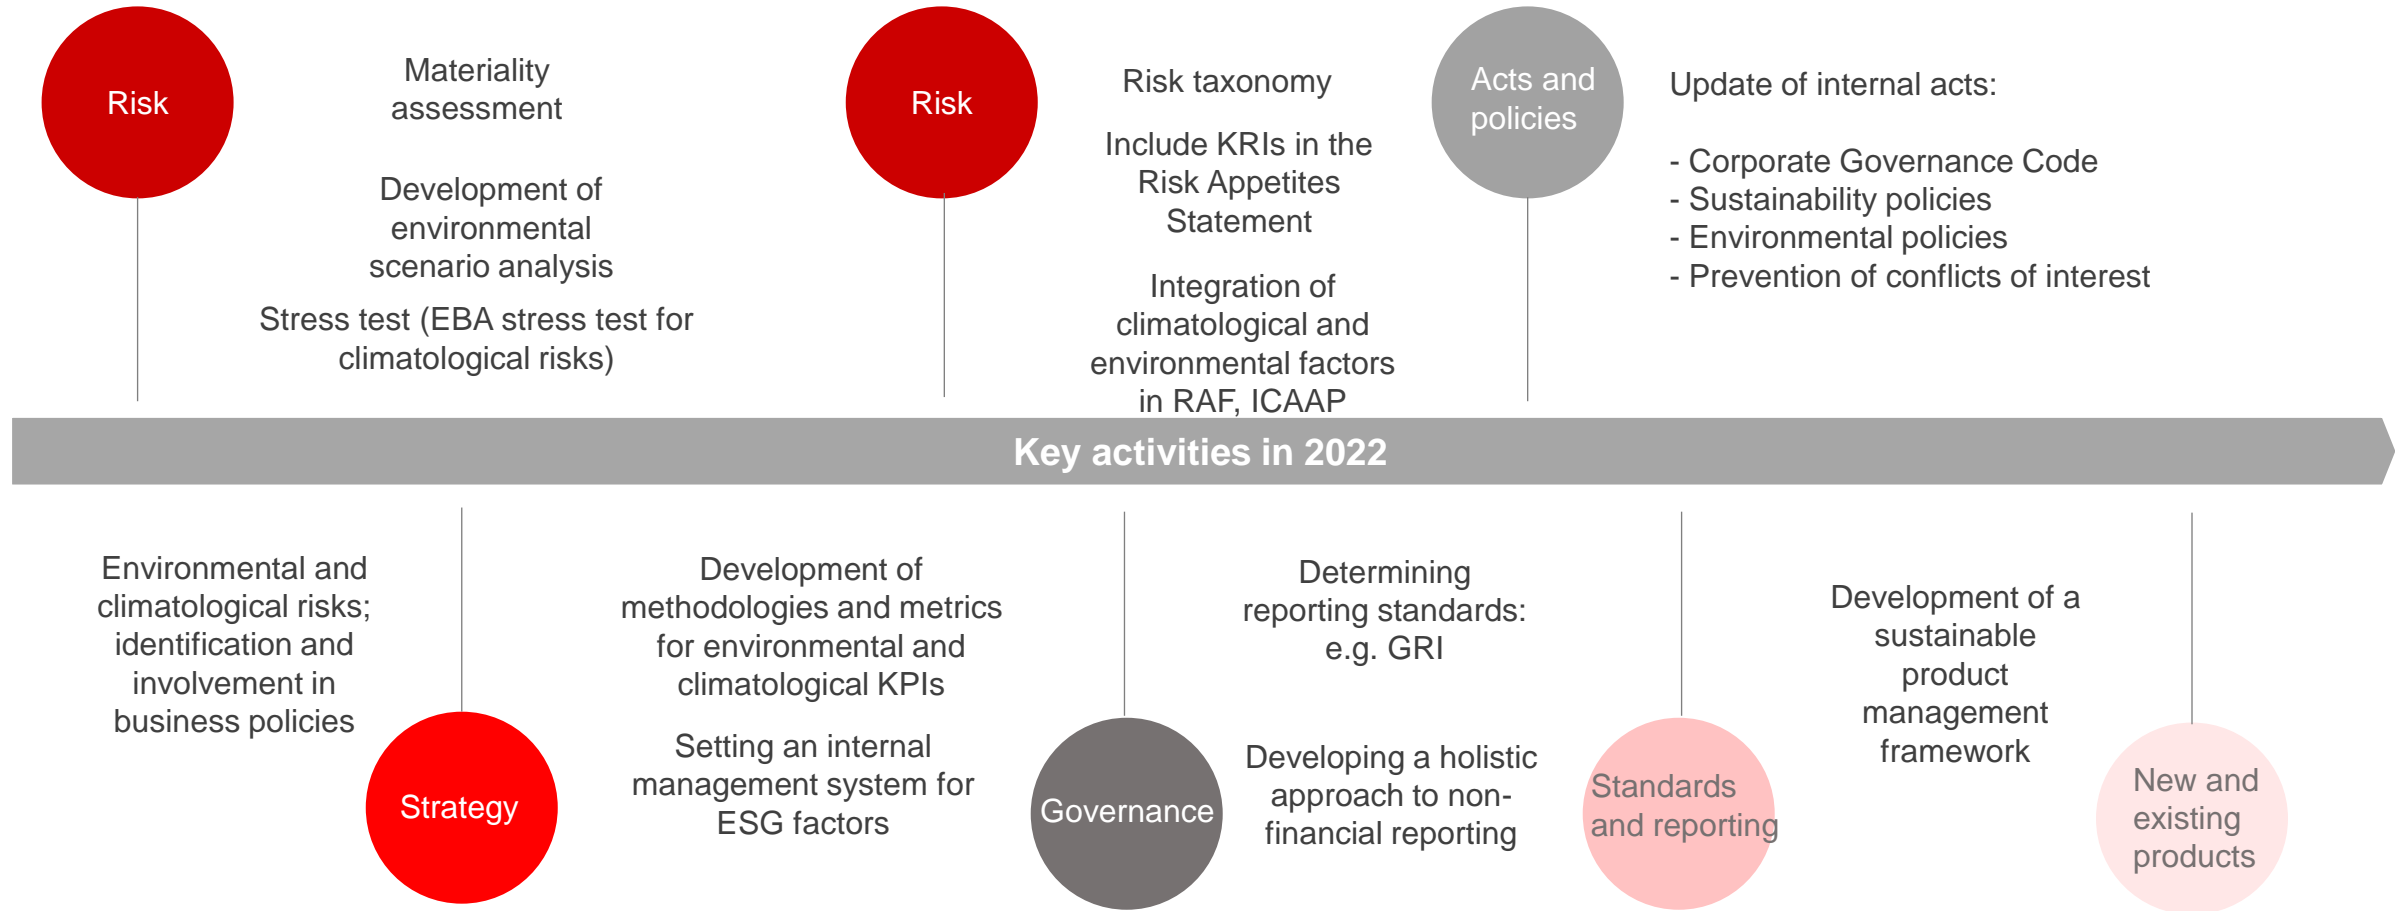 Risk
Materiality
assessment
Development of
environmental
scenario analysis
Stress test (EBA stress test for
climatological risks)
Risk
Risk taxonomy
Include KRIs in the
Risk Appetites
Statement
Integration of
climatological and
environmental factors
in RAF, ICAAP
Acts and
policies
Update of internal acts:
- Corporate Governance Code
- Sustainability policies
- Environmental policies
- Prevention of conflicts of interest
Key activities in 2022
Environmental and
climatological risks;
identification and
involvement in
business policies
Strategy
Development of
methodologies and metrics
for environmental and
climatological KPIs
Setting an internal
management system for
ESG factors
Governance
Determining
reporting standards:
e.g. GRI
Developing a holistic
approach to non-
financial reporting
Standards
and reporting
Development of a
sustainable
product
management
framework
New and
existing
products